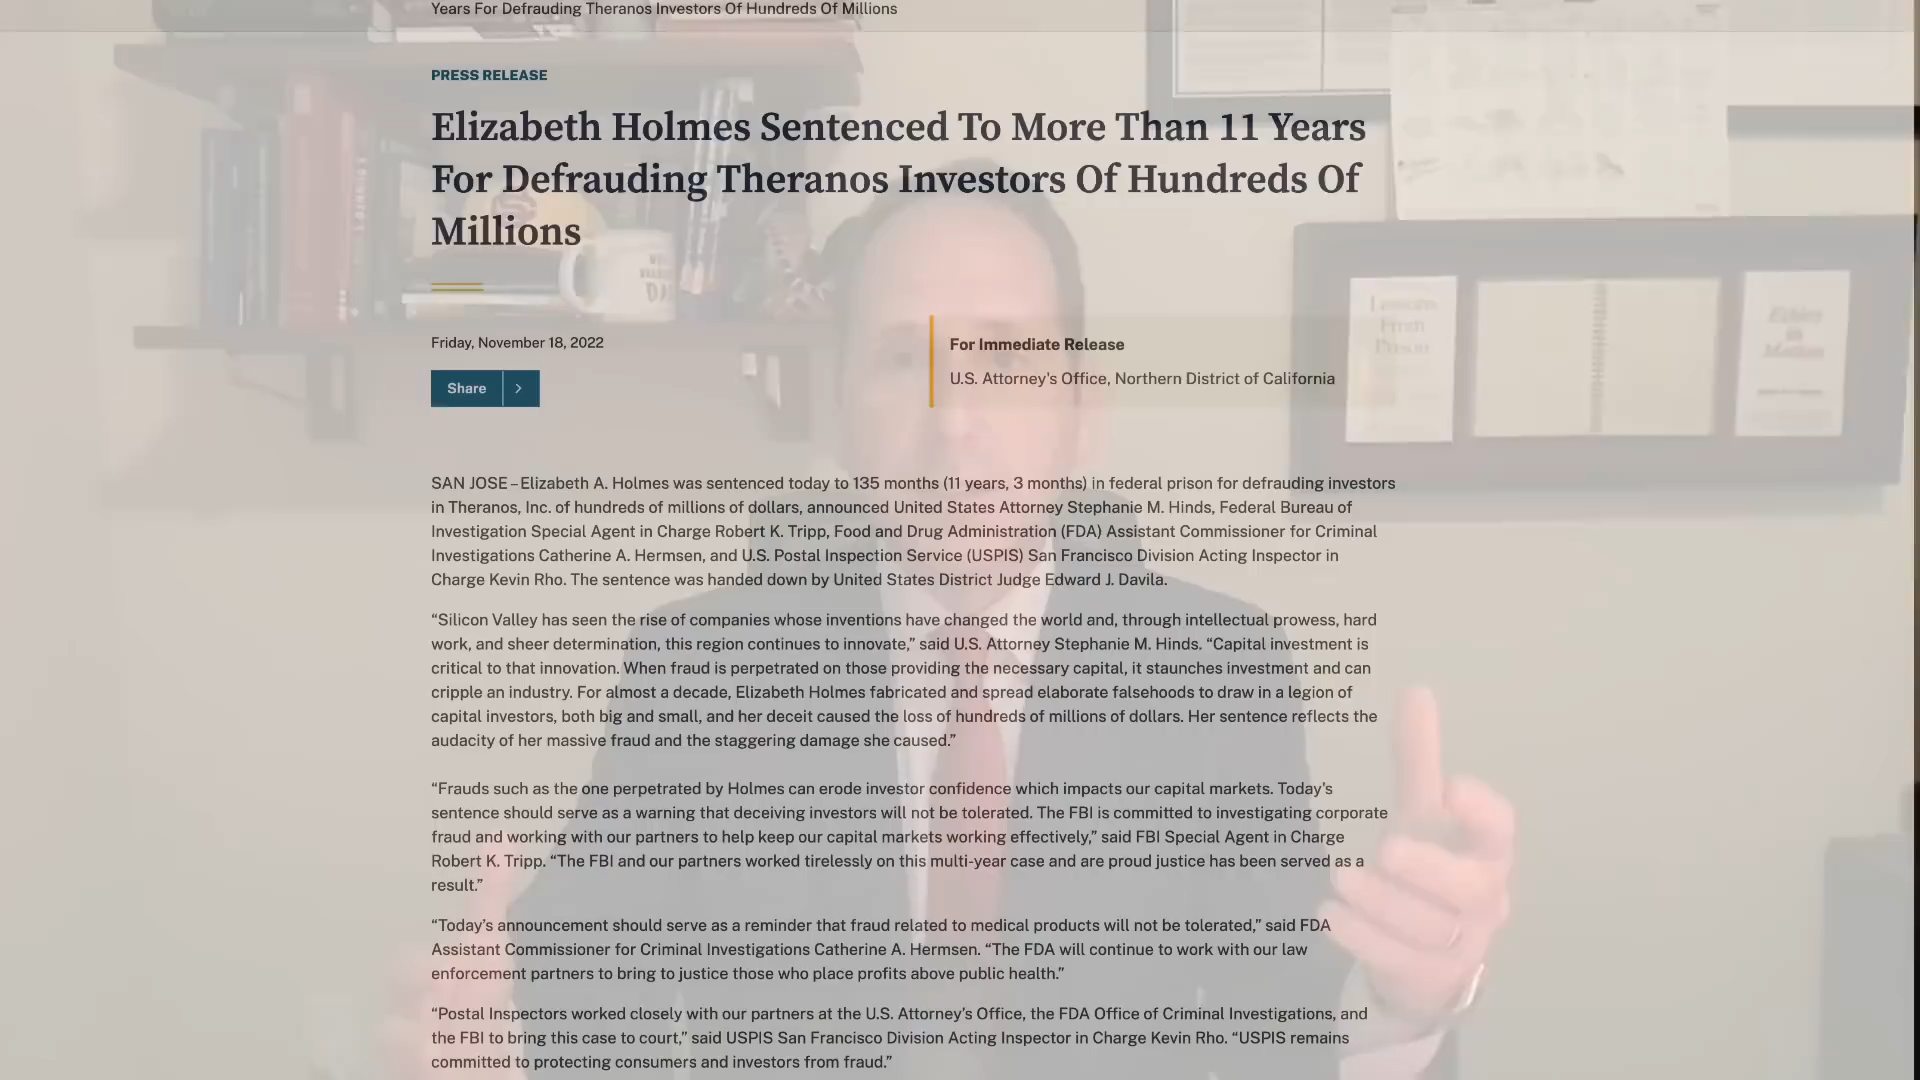 Years For Defrauding Theranos Investors Of Hundreds Of Millions
PRESS RELEASE
Elizabeth Holmes Sentenced To More Than 11 Years
For Defrauding Theranos Investors Of Hundreds Of
Millions
Friday, November 18, 2022
Share
For Immediate Release
U.S. Attorney's Office, Northern District of California
Lessons
From
Prison
Ethics
in
Motion
SAN JOSE – Elizabeth A. Holmes was sentenced today to 135 months (11 years, 3 months) in federal prison for defrauding investors
in Theranos, Inc. of hundreds of millions of dollars, announced United States Attorney Stephanie M. Hinds, Federal Bureau of
Investigation Special Agent in Charge Robert K. Tripp, Food and Drug Administration (FDA) Assistant Commissioner for Criminal
Investigations Catherine A. Hermsen, and U.S. Postal Inspection Service (USPIS) San Francisco Division Acting Inspector in
Charge Kevin Rho. The sentence was handed down by United States District Judge Edward J. Davila.
“Silicon Valley has seen the rise of companies whose inventions have changed the world and, through intellectual prowess, hard
work, and sheer determination, this region continues to innovate,” said U.S. Attorney Stephanie M. Hinds. “Capital investment is
critical to that innovation. When fraud is perpetrated on those providing the necessary capital, it staunches investment and can
cripple an industry. For almost a decade, Elizabeth Holmes fabricated and spread elaborate falsehoods to draw in a legion of
capital investors, both big and small, and her deceit caused the loss of hundreds of millions of dollars. Her sentence reflects the
audacity of her massive fraud and the staggering damage she caused.”
“Frauds such as the one perpetrated by Holmes can erode investor confidence which impacts our capital markets. Today’s
sentence should serve as a warning that deceiving investors will not be tolerated. The FBI is committed to investigating corporate
fraud and working with our partners to help keep our capital markets working effectively,” said FBI Special Agent in Charge
Robert K. Tripp. “The FBI and our partners worked tirelessly on this multi-year case and are proud justice has been served as a
result.”
“Today’s announcement should serve as a reminder that fraud related to medical products will not be tolerated,” said FDA
Assistant Commissioner for Criminal Investigations Catherine A. Hermsen. “The FDA will continue to work with our law
enforcement partners to bring to justice those who place profits above public health.”
“Postal Inspectors worked closely with our partners at the U.S. Attorney’s Office, the FDA Office of Criminal Investigations, and
the FBI to bring this case to court,” said USPIS San Francisco Division Acting Inspector in Charge Kevin Rho. “USPIS remains
committed to protecting consumers and investors from fraud.”